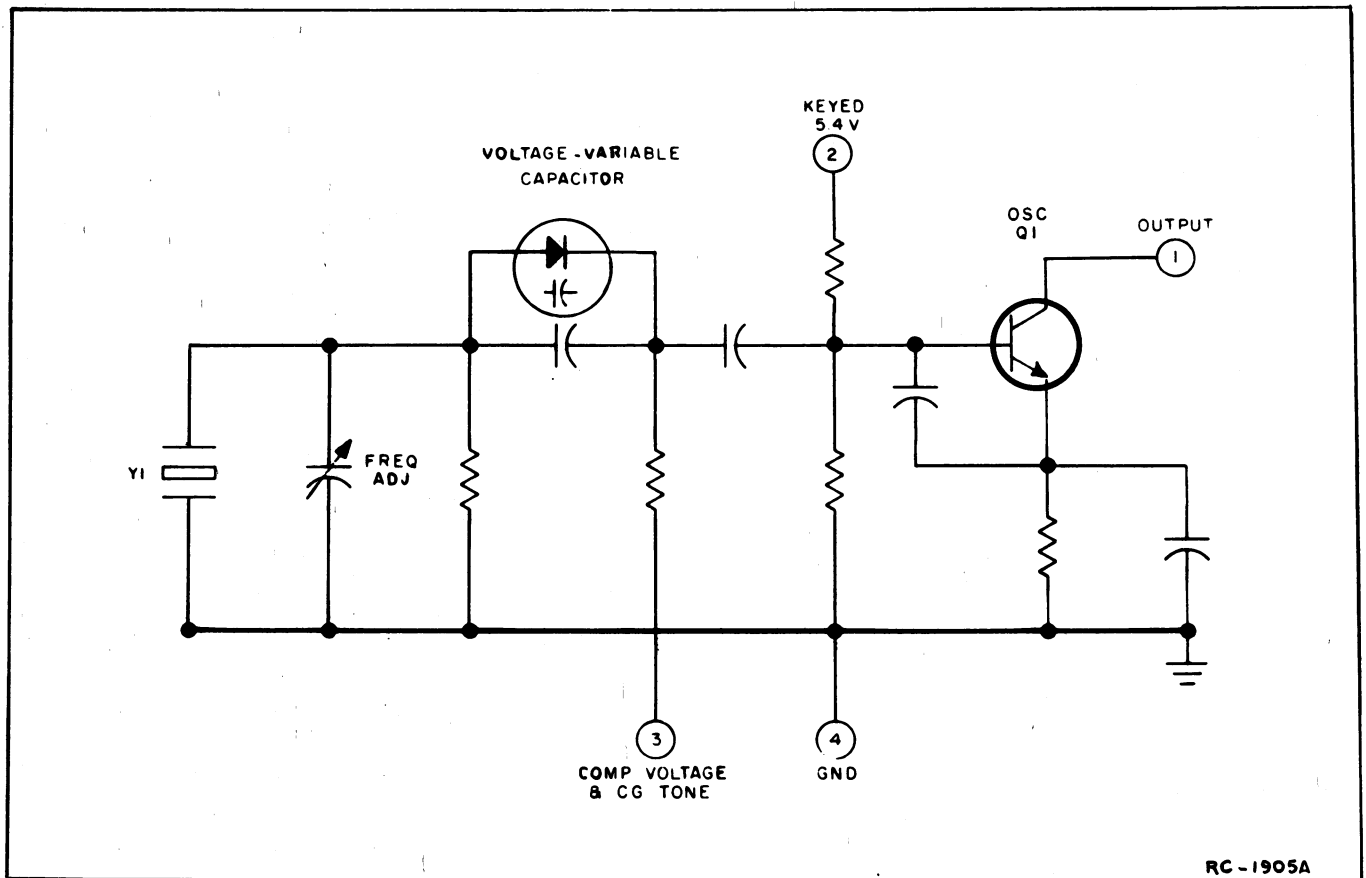 KEYED
5.4 V
2
VOLTAGE-VARIABLE
CAPACITOR
OSC
Q1
OUTPUT
1
Y1
FREQ
ADJ
3
COMP VOLTAGE
& CG TONE
4
GND
RC-1905A